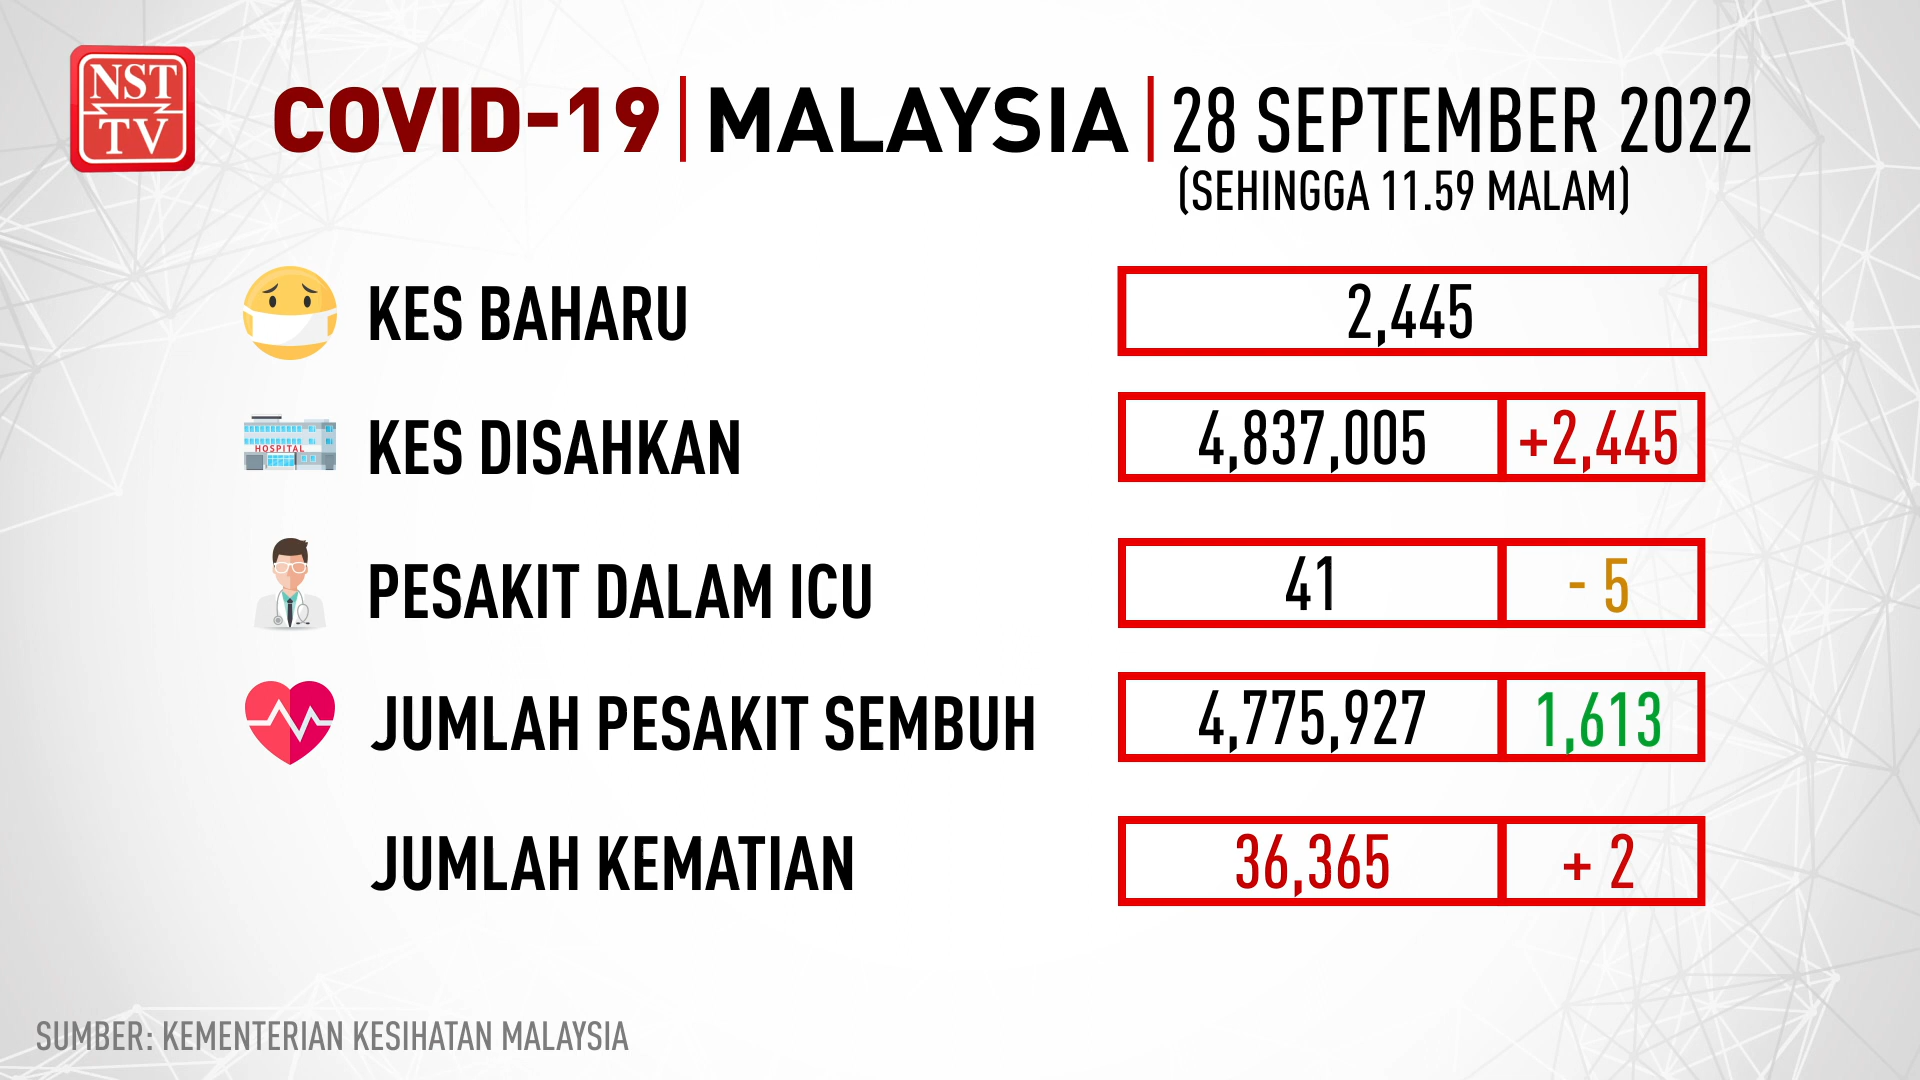 NST
TV
COVID-19 | MALAYSIA | 28 SEPTEMBER 2022
(SEHINGGA 11.59 MALAM)
KES BAHARU 2,445
HOSPITAL
KES DISAHKAN 4,837,005 +2,445
PESAKIT DALAM ICU 41 - 5
JUMLAH PESAKIT SEMBUH 4,775,927 1,613
JUMLAH KEMATIAN 36,365 + 2
SUMBER: KEMENTERIAN KESIHATAN MALAYSIA